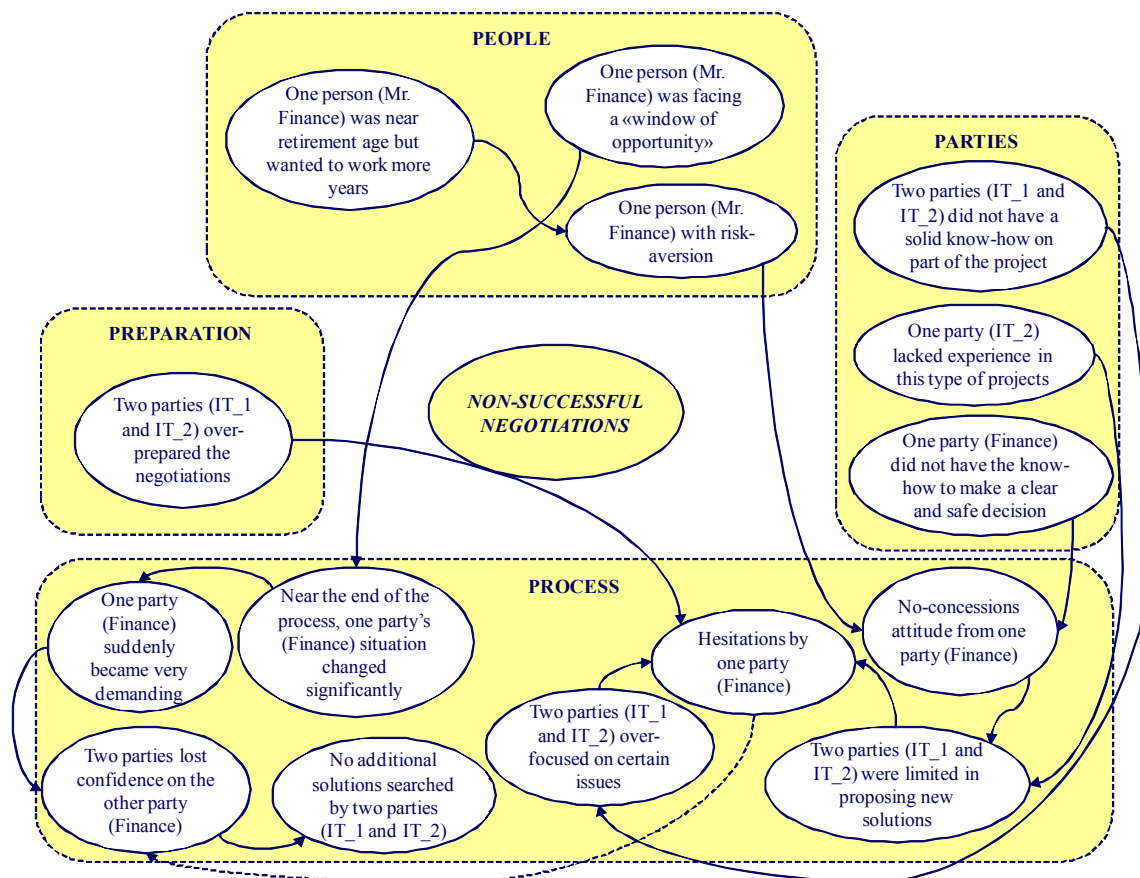 PEOPLE
One person (Mr.
Finance) was near
retirement age but
wanted to work more
years
One person (Mr.
Finance) was facing
a «window of
opportunity»
One person (Mr.
Finance) with risk-
aversion
PARTIES
Two parties (IT_1 and
IT_2) did not have a
solid know-how on
part of the project
One party (IT_2)
lacked experience in
this type of projects
One party (Finance)
did not have the know-
how to make a clear
and safe decision
PREPARATION
Two parties (IT_1
and IT_2) over-
prepared the
negotiations
NON-SUCCESSFUL
NEGOTIATIONS
PROCESS
One party
(Finance)
suddenly
became very
demanding
Near the end of the
process, one party's
(Finance) situation
changed
significantly
Hesitations by
one party
(Finance)
No-concessions
attitude from one
party (Finance)
Two parties lost
confidence on the
other party
(Finance)
No additional
solutions searched
by two parties
(IT_1 and IT_2)
Two parties (IT_1
and IT_2) over-
focused on certain
issues
Two parties (IT_1 and
IT_2) were limited in
proposing new
solutions